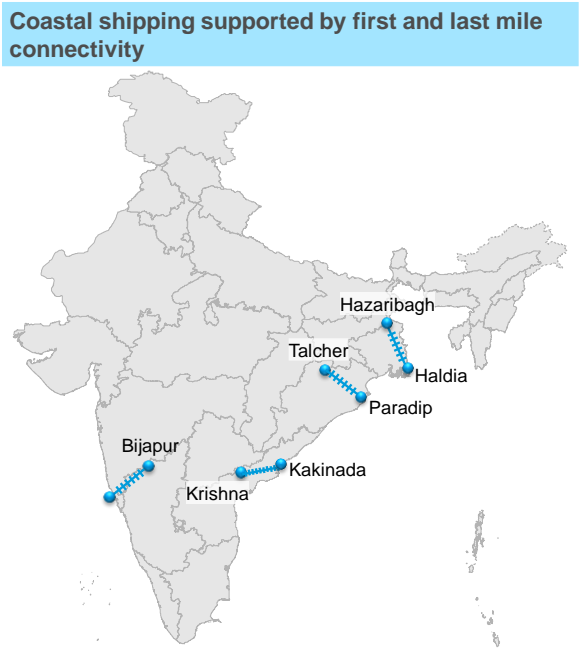 Coastal shipping supported by first and last mile
connectivity
Hazaribagh
Talcher
Haldia
Paradip
Bijapur
Kakinada
Krishna